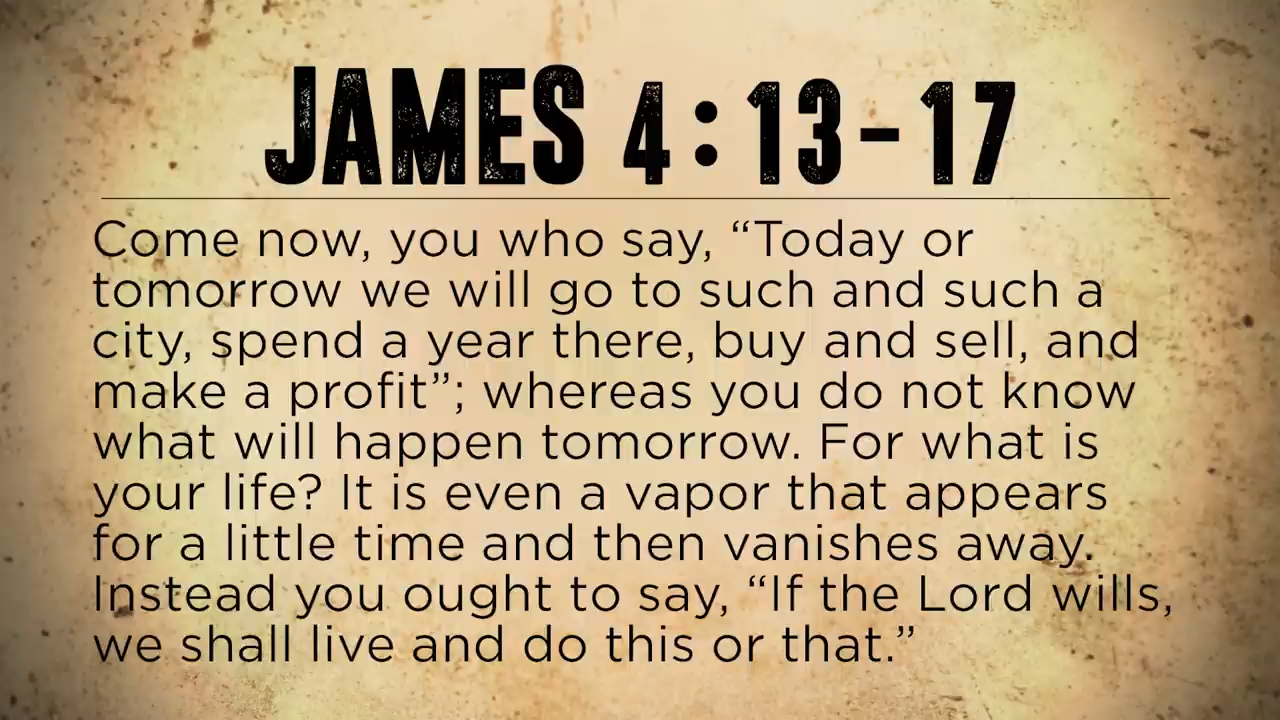 JAMES 4:13-17
Come now, you who say, “Today or
tomorrow we will go to such and such a
city, spend a year there, buy and sell, and
make a profit”; whereas you do not know
what will happen tomorrow. For what is
your life? It is even a vapor that appears
for a little time and then vanishes away.
Instead you ought to say, “If the Lord wills,
we shall live and do this or that.”